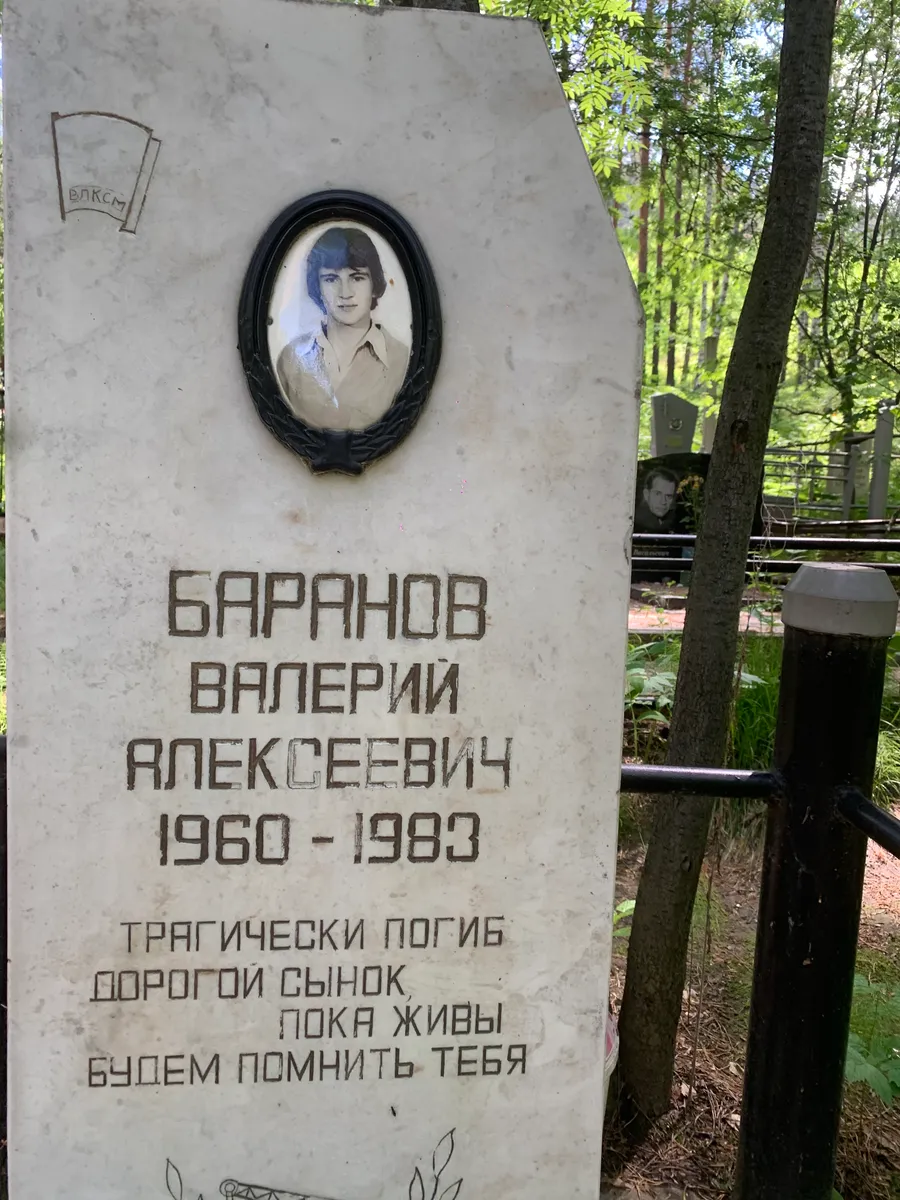 ВЛКСМ
БАРАНОВ
ВАЛЕРИЙ
АЛЕКСЕЕВИЧ
1960 - 1983
ТРАГИЧЕСКИ ПОГИБ
ДОРОГОЙ СЫНОК,
ПОКА ЖИВЫ
БУДЕМ ПОМНИТЬ ТЕБЯ